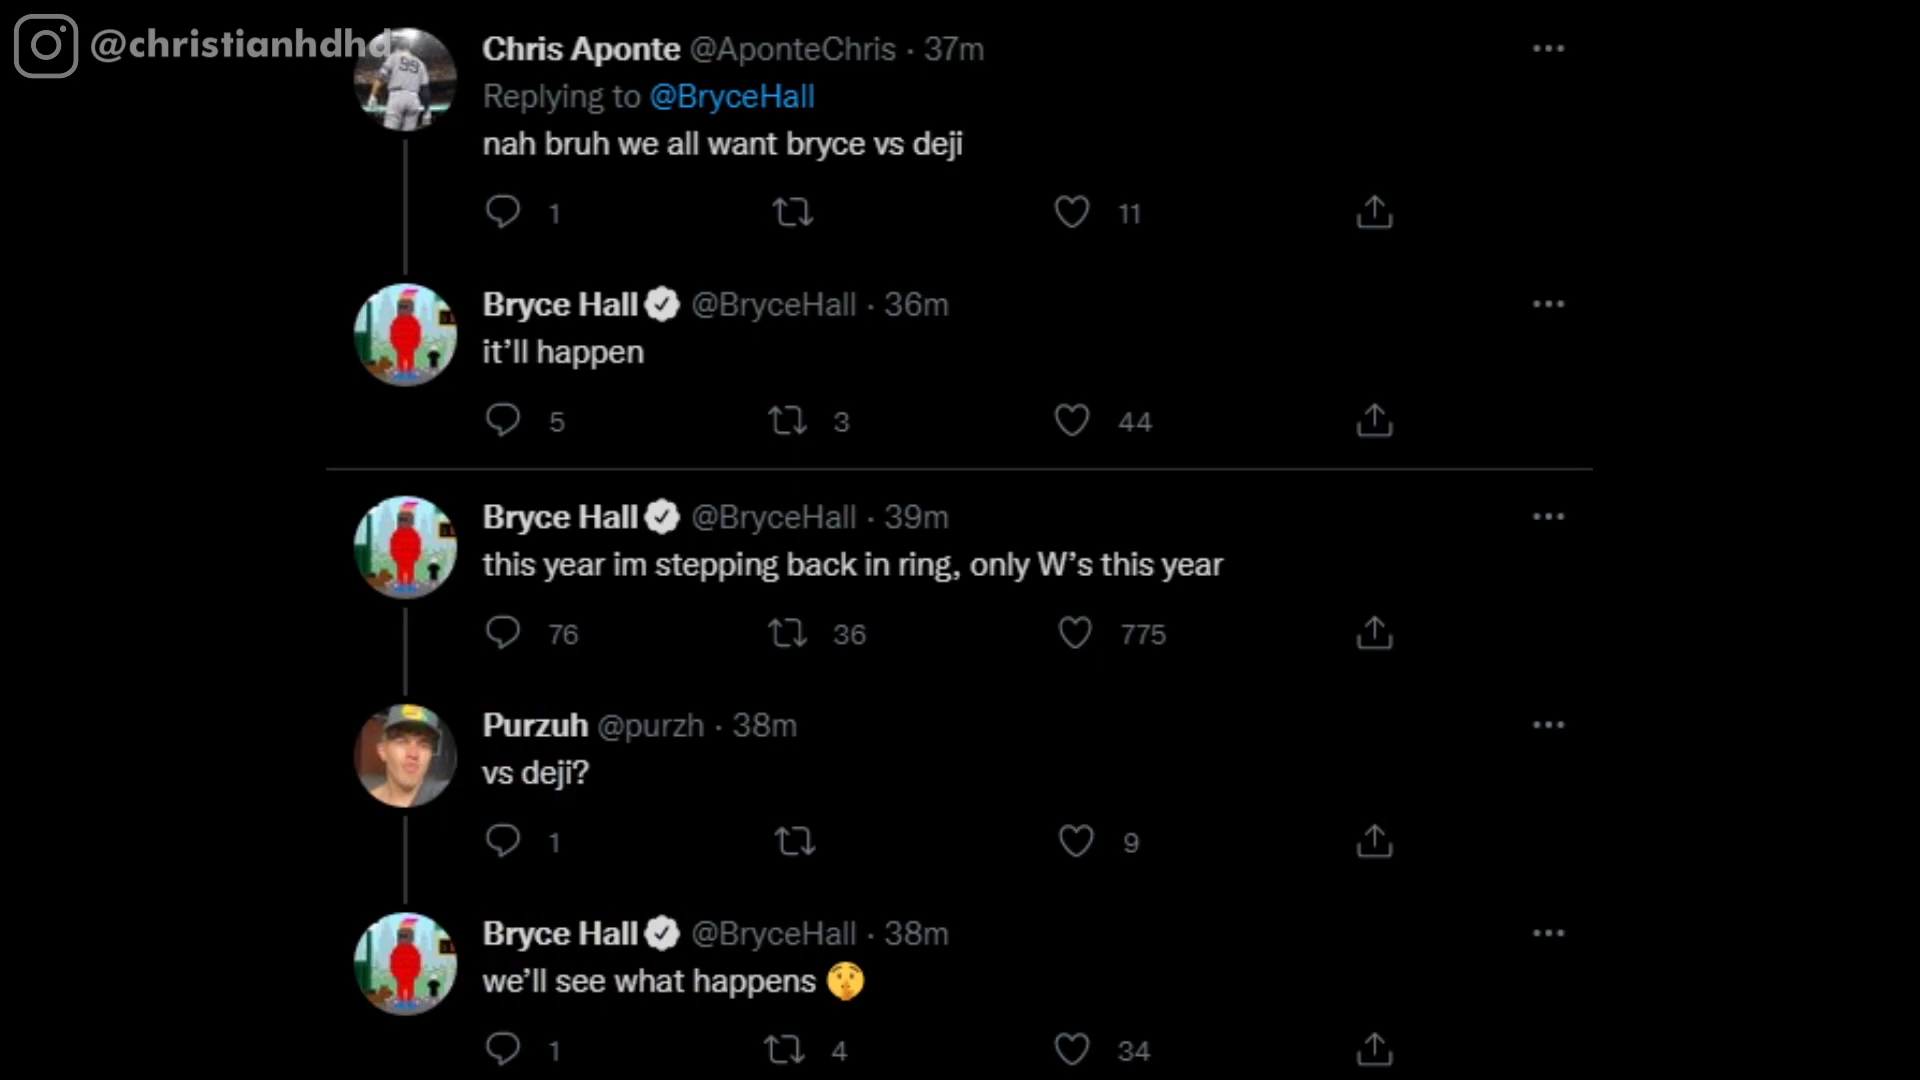 @christianhdhd
Chris Aponte @AponteChris · 37m
Replying to @BryceHall
nah bruh we all want bryce vs deji
1 11
Bryce Hall @BryceHall · 36m
it’ll happen
5 3 44
Bryce Hall @BryceHall · 39m
this year im stepping back in ring, only W’s this year
76 36 775
Purzuh @purzh · 38m
vs deji?
1 9
Bryce Hall @BryceHall · 38m
we’ll see what happens 🤫
1 4 34